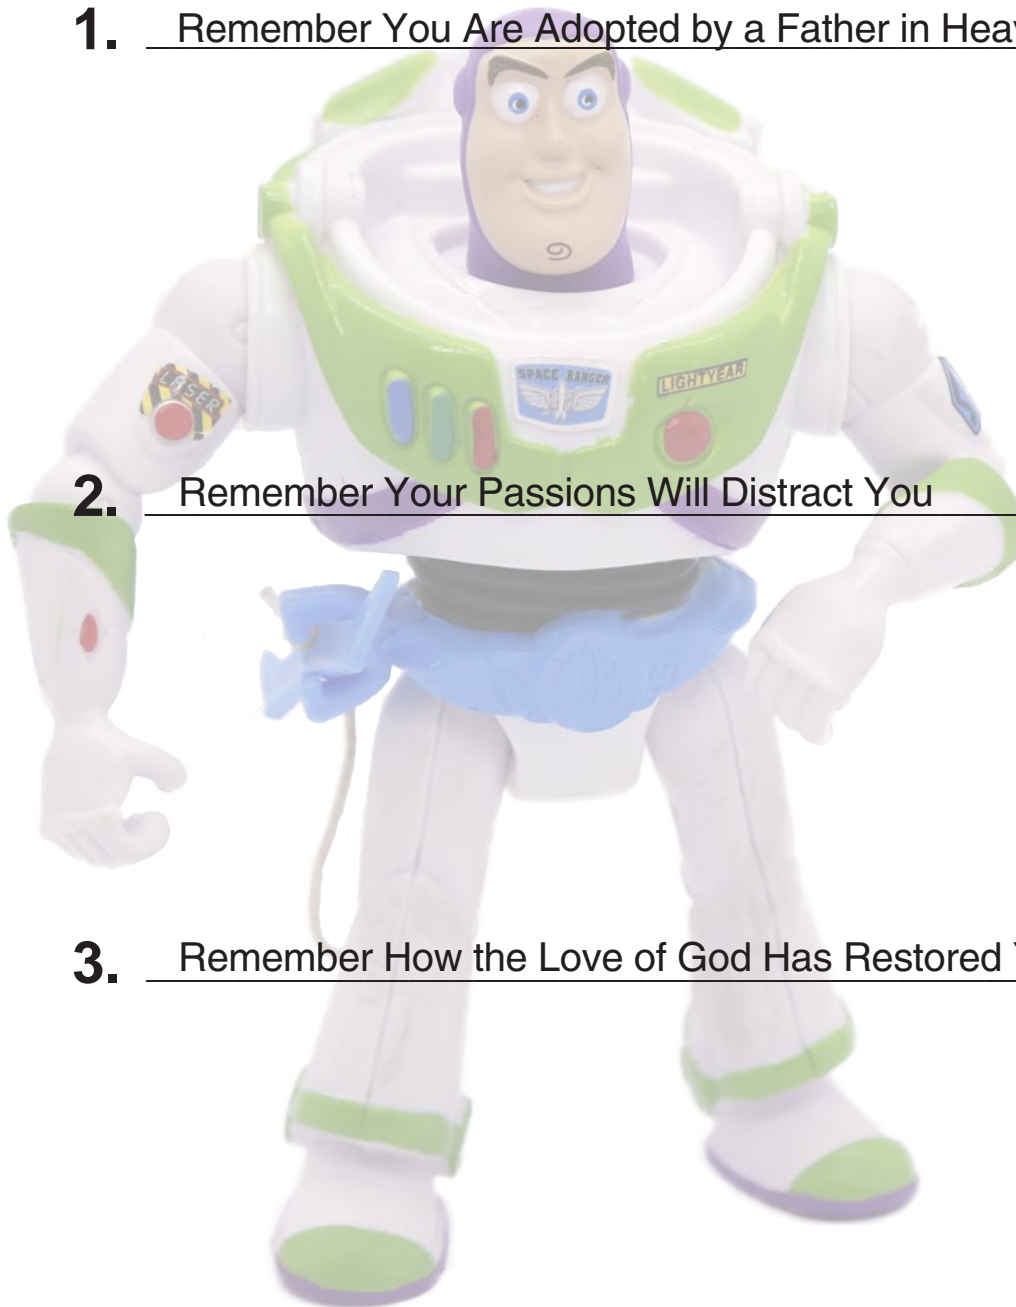 1. Remember You Are Adopted by a Father in Heav
SPACE RANGER
LIGHTYEAR
LASER
2. Remember Your Passions Will Distract You
3. Remember How the Love of God Has Restored